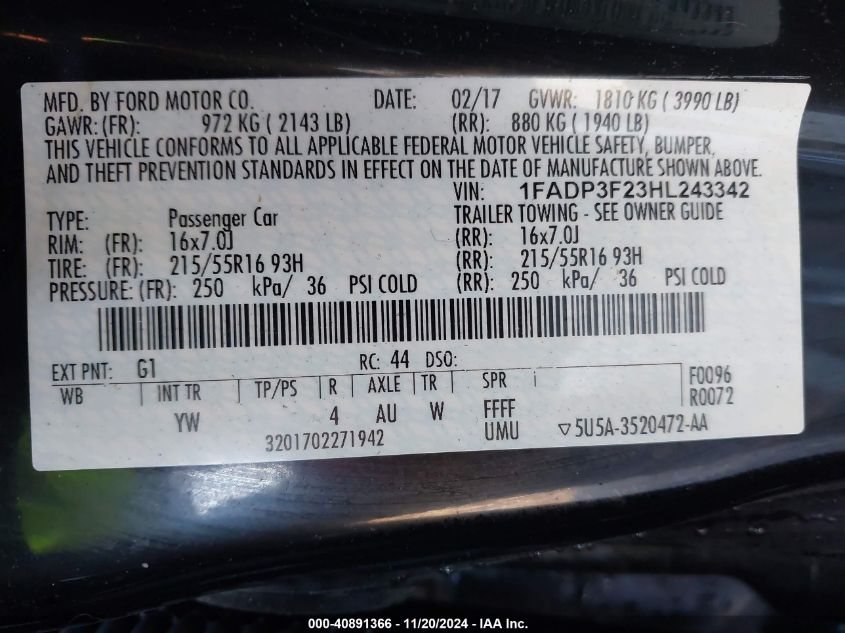 MFD. BY FORD MOTOR CO. DATE: 02/17 GVWR: 1810 KG ( 3990 LB)
GAWR: (FR): 972 KG ( 2143 LB) (RR): 880 KG ( 1940 LB)
THIS VEHICLE CONFORMS TO ALL APPLICABLE FEDERAL MOTOR VEHICLE SAFETY, BUMPER,
AND THEFT PREVENTION STANDARDS IN EFFECT ON THE DATE OF MANUFACTURE SHOWN ABOVE.
VIN: 1FADP3F23HL243342
TYPE: Passenger Car TRAILER TOWING - SEE OWNER GUIDE
RIM: (FR): 16x7.0J (RR): 16x7.0J
TIRE: (FR): 215/55R16 93H (RR): 215/55R16 93H
PRESSURE: (FR): 250 kPa/ 36 PSI COLD (RR): 250 kPa/ 36 PSI COLD
EXT PNT: G1 RC: 44 DSO:
WB INT TR TP/PS R AXLE TR SPR F0096
R0072
YW 4 AU W FFFF
3201702271942 UMU ▽5U5A-3520472-AA
000-40891366 - 11/20/2024 - IAA Inc.